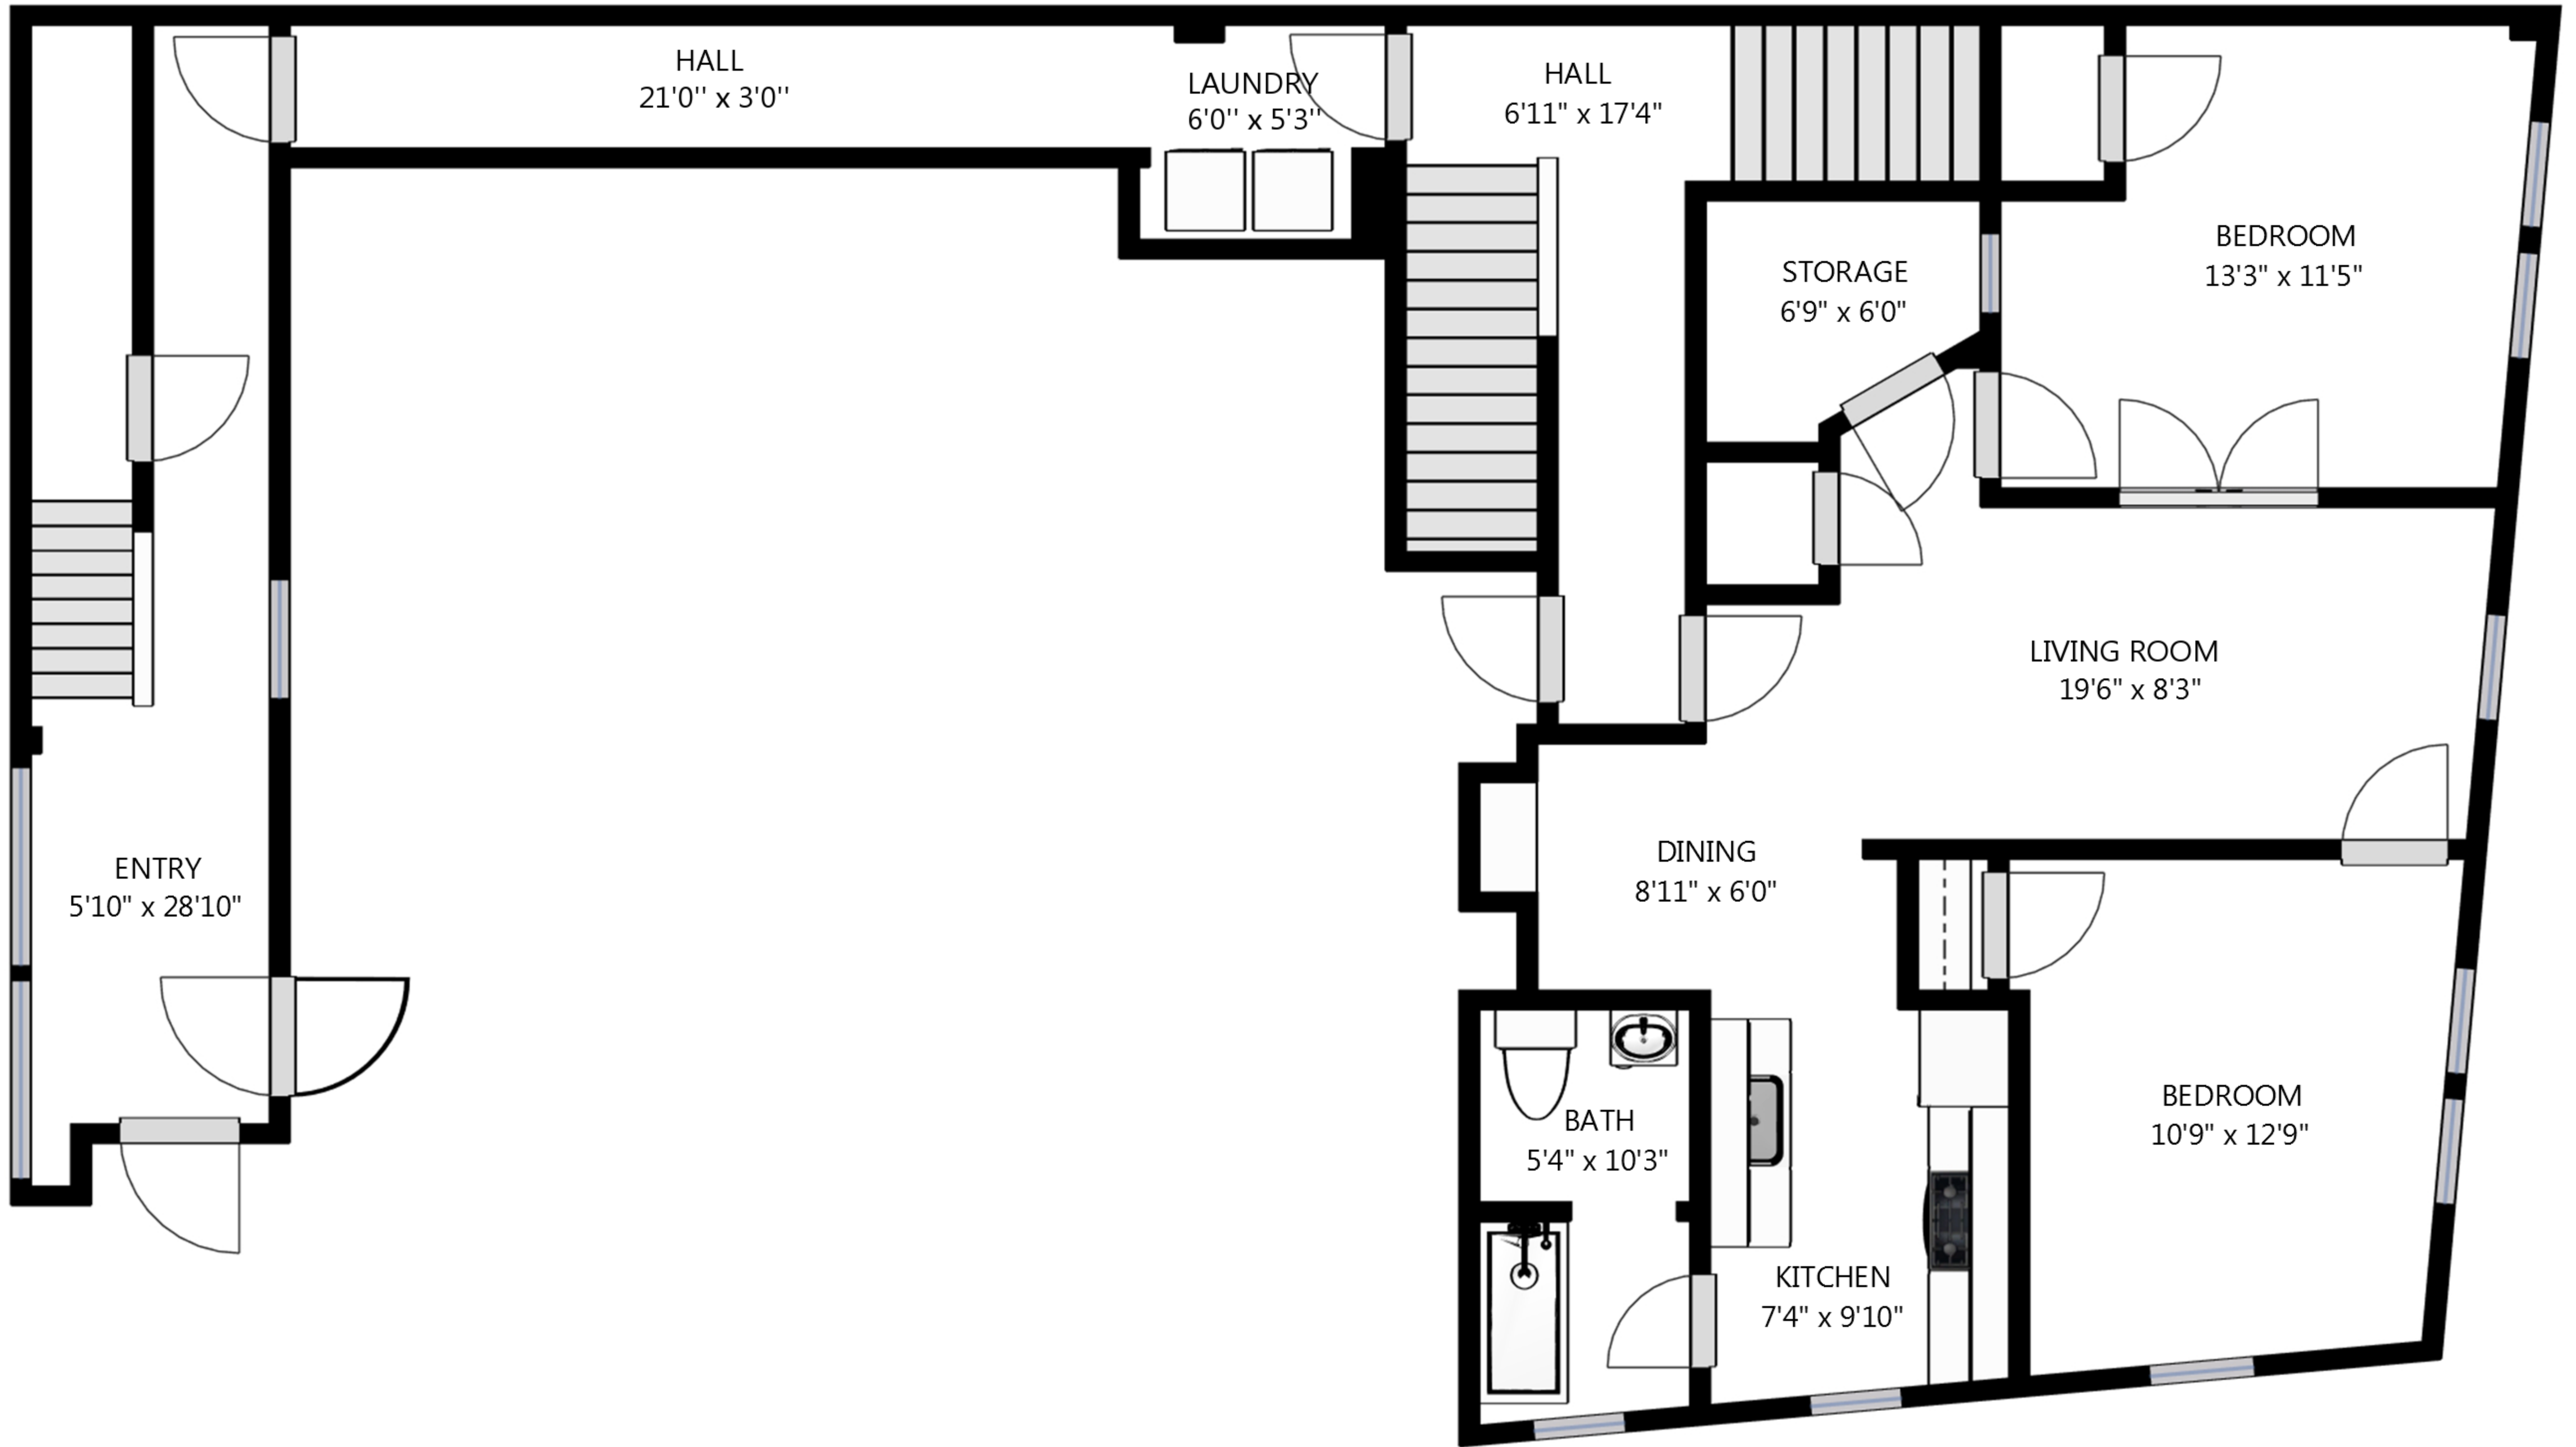 HALL
21'0'' x 3'0''
LAUNDRY
6'0'' x 5'3''
HALL
6'11" x 17'4"
BEDROOM
13'3" x 11'5"
STORAGE
6'9" x 6'0"
LIVING ROOM
19'6" x 8'3"
ENTRY
5'10" x 28'10"
DINING
8'11" x 6'0"
BATH
5'4" x 10'3"
BEDROOM
10'9" x 12'9"
KITCHEN
7'4" x 9'10"